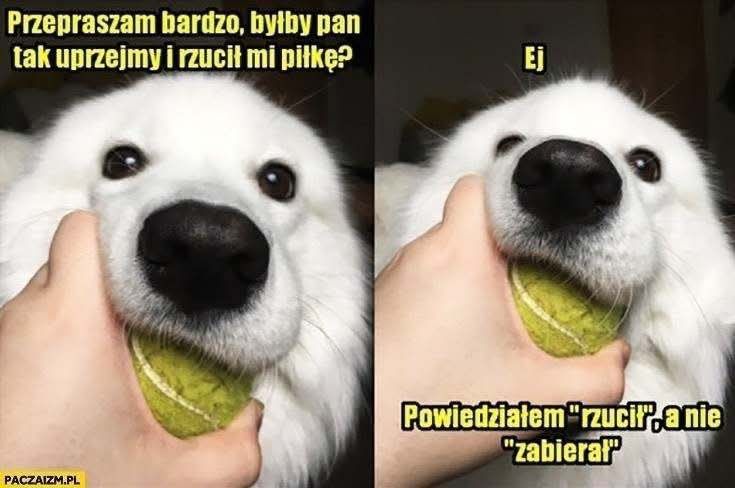 Przepraszam bardzo, byłby pan
tak uprzejmy i rzucił mi piłkę?
Ej
Powiedziałem "rzucił", a nie
"zabierał"
PACZAIZM.PL